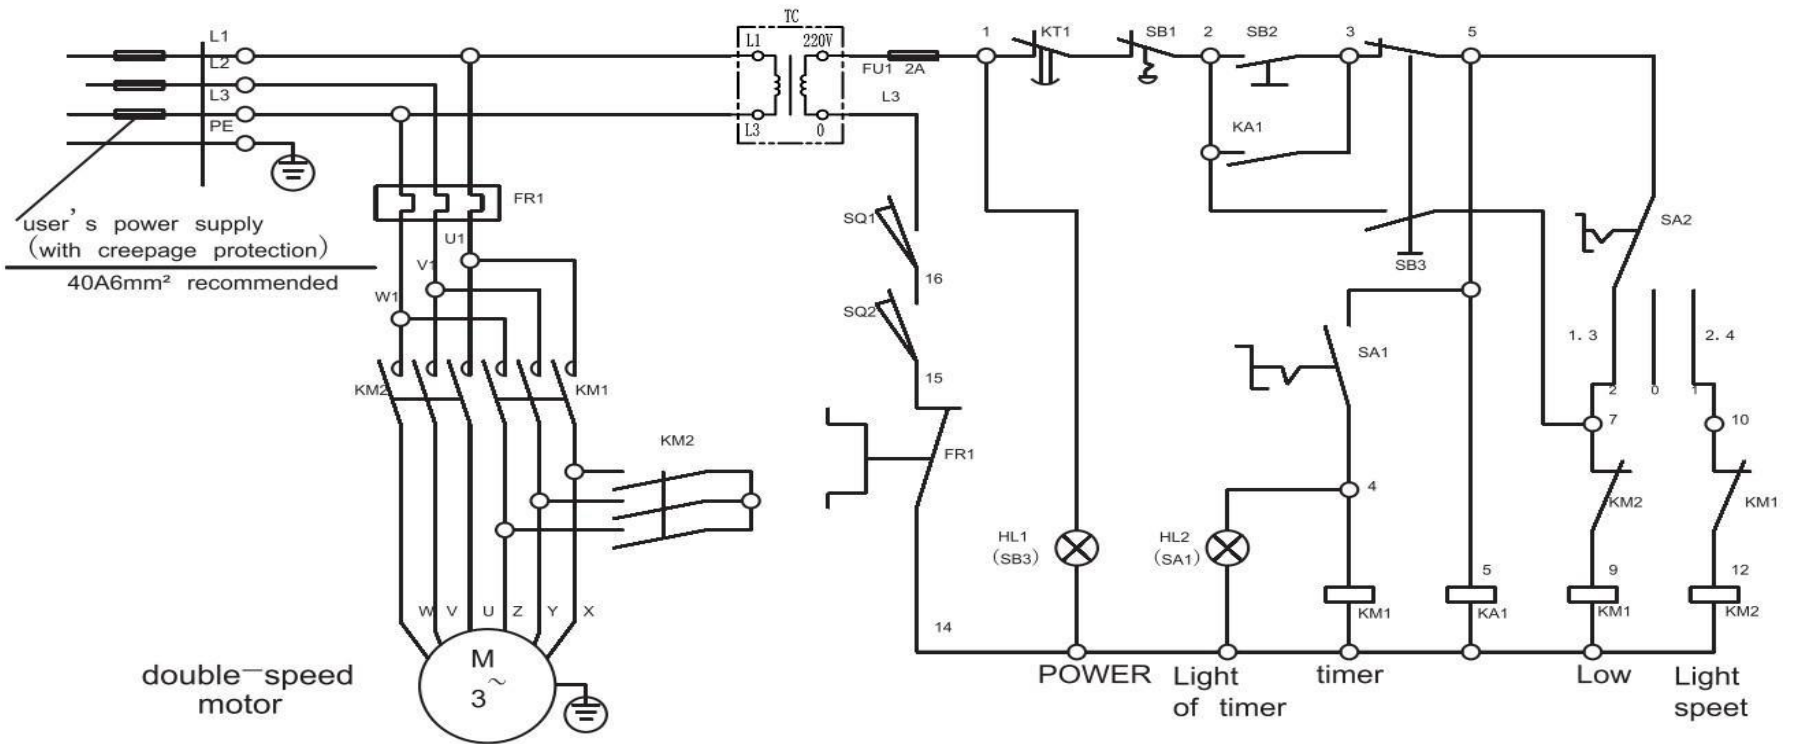 TC
L1
L2
L3
PE
L1
220V
L3
0
FU1 2A
L3
1
KT1
SB1
2
SB2
3
5
KA1
user's power supply
(with creepage protection)
40A6mm² recommended
FR1
U1
V1
W1
SQ1
16
SQ2
15
SB3
SA2
SA1
1. 3
2. 4
2
0
1
7
10
KM2
KM1
KM2
FR1
4
KM2
KM1
HL1
(SB3)
HL2
(SA1)
5
9
12
KM1
KA1
KM1
KM2
W
V
U
Z
Y
X
14
M
3~
double-speed
motor
POWER
Light
of timer
timer
Low
Light
speet